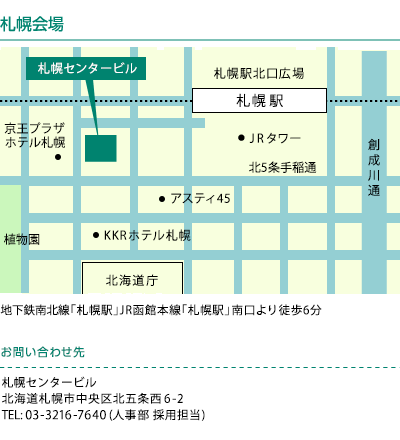 札幌会場
札幌センタービル
札幌駅北口広場
札幌駅
京王プラザ
ホテル札幌
JRタワー
創成川通
北5条手稲通
アスティ45
植物園
KKRホテル札幌
北海道庁
地下鉄南北線｢札幌駅｣JR函館本線｢札幌駅｣南口より徒歩6分
お問い合わせ先
札幌センタービル
北海道札幌市中央区北五条西6-2
TEL: 03-3216-7640 (人事部 採用担当)